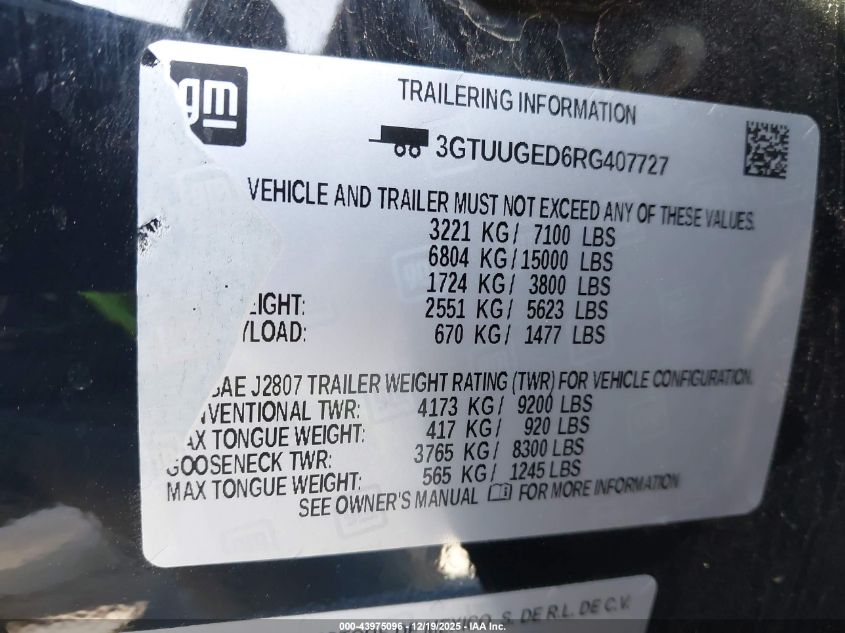 gm
TRAILERING INFORMATION
3GTUUGED6RG407727
VEHICLE AND TRAILER MUST NOT EXCEED ANY OF THESE VALUES.
3221 KG/ 7100 LBS
6804 KG/15000 LBS
1724 KG/ 3800 LBS
EIGHT: 2551 KG/ 5623 LBS
YLOAD: 670 KG/ 1477 LBS
SAE J2807 TRAILER WEIGHT RATING (TWR) FOR VEHICLE CONFIGURATION.
NVENTIONAL TWR: 4173 KG/ 9200 LBS
AX TONGUE WEIGHT: 417 KG/ 920 LBS
GOOSENECK TWR: 3765 KG/ 8300 LBS
MAX TONGUE WEIGHT: 565 KG/ 1245 LBS
SEE OWNER'S MANUAL FOR MORE INFORMATION
S. DE R.L. DE C.V.
000-43975096 - 12/19/2025 - IAA Inc.